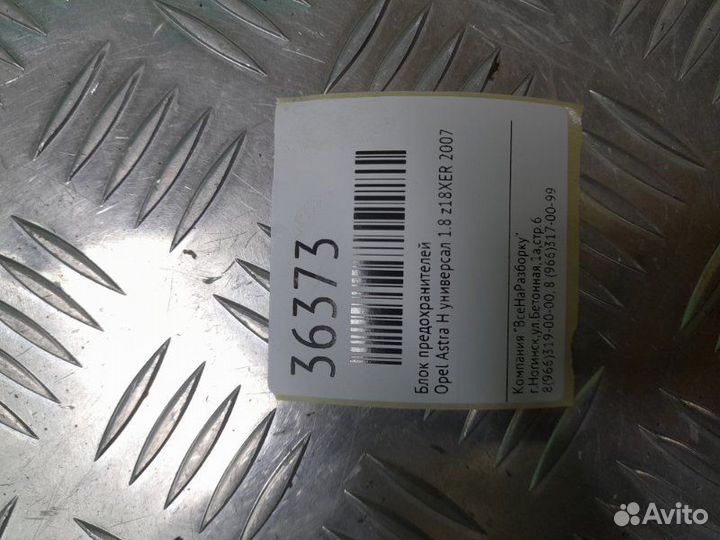 36373
Блок предохранителей
Opel Astra H универсал 1.8 z18XER 2007
Компания "ВсеНаРазборку"
г.Ногинск,ул.Бетонная,1а,стр.6
8(966)319-00-00, 8 (966)317-00-99
Avito